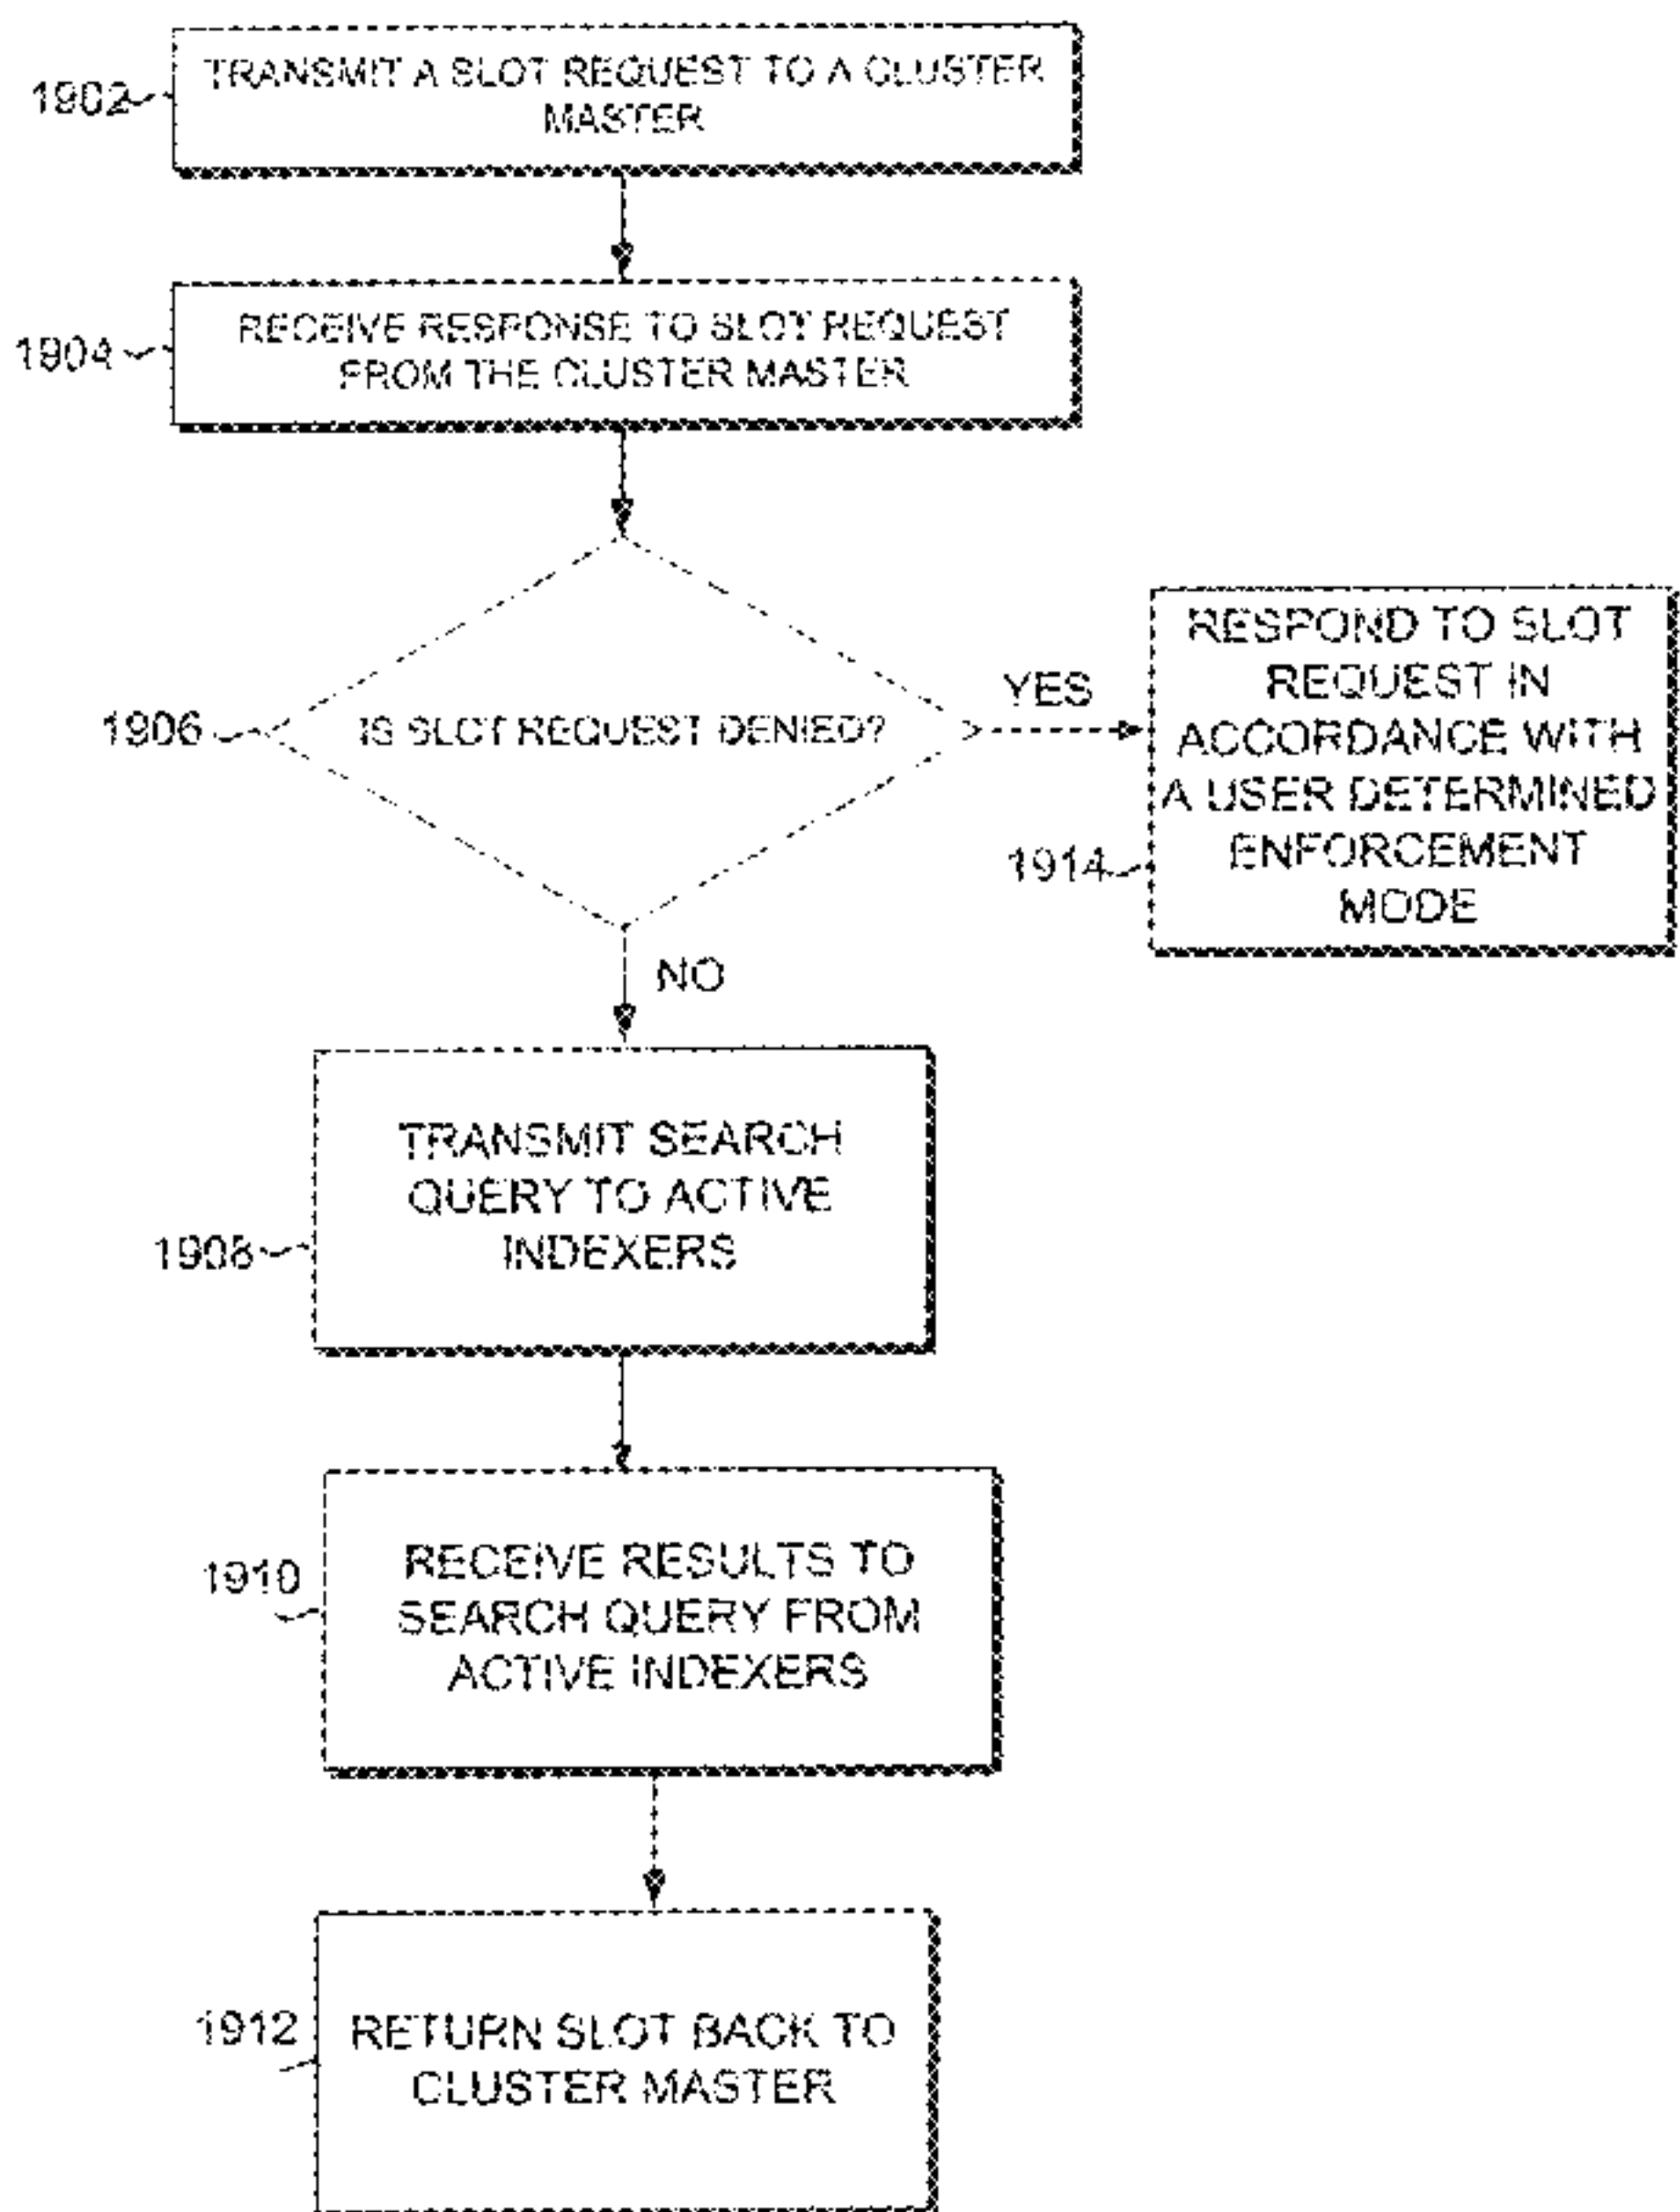 1902
TRANSMIT A SLOT REQUEST TO A CLUSTER
MASTER
1904
RECEIVE RESPONSE TO SLOT REQUEST
FROM THE CLUSTER MASTER
1906
IS SLOT REQUEST DENIED?
YES
RESPOND TO SLOT
REQUEST IN
ACCORDANCE WITH
A USER DETERMINED
ENFORCEMENT
MODE
1914
NO
TRANSMIT SEARCH
QUERY TO ACTIVE
INDEXERS
1908
1910
RECEIVE RESULTS TO
SEARCH QUERY FROM
ACTIVE INDEXERS
1912
RETURN SLOT BACK TO
CLUSTER MASTER